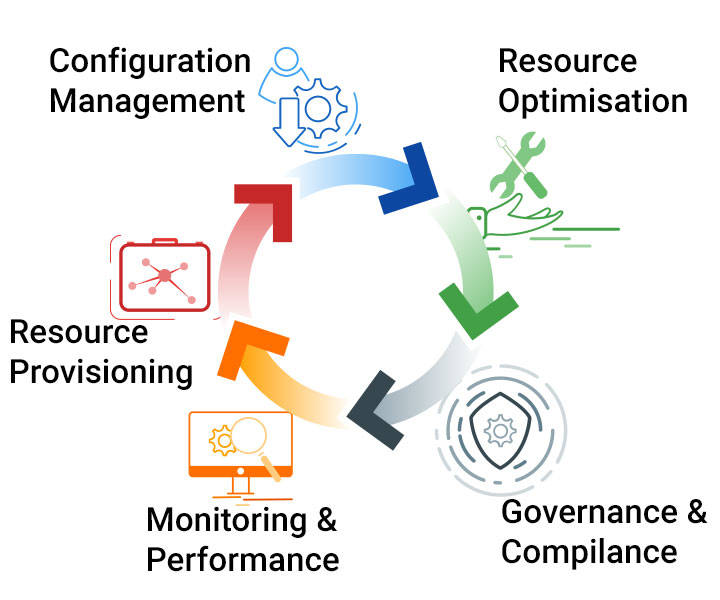 Configuration
Management
Resource
Optimisation
Resource
Provisioning
Monitoring &
Performance
Governance &
Compilance